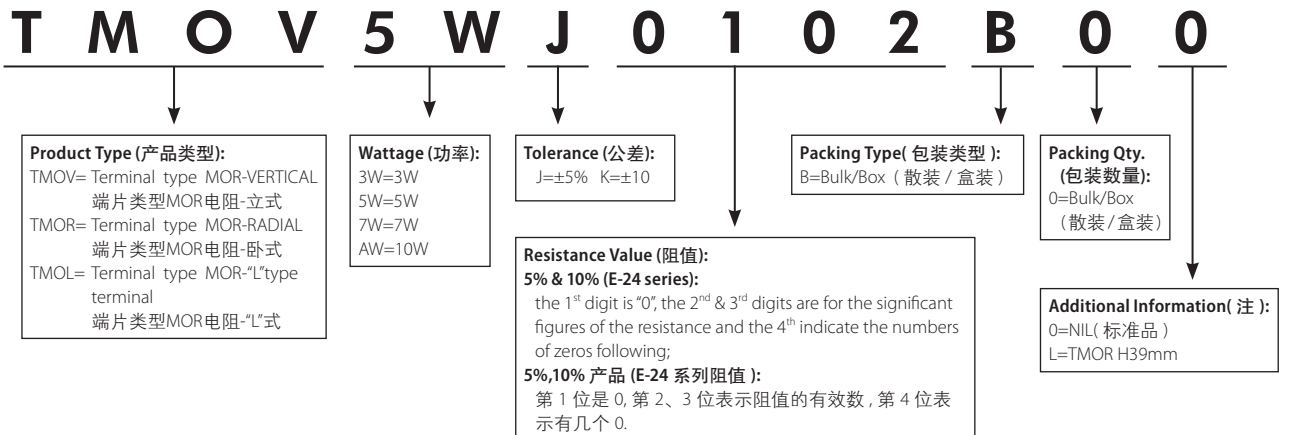 T M O V 5 W J 0 1 0 2 B 0 0
Product Type (产品类型):
TMOV= Terminal type MOR-VERTICAL
端片类型MOR电阻-立式
TMOR= Terminal type MOR-RADIAL
端片类型MOR电阻-卧式
TMOL= Terminal type MOR-“L”type
terminal
端片类型MOR电阻-“L”式
Wattage (功率):
3W=3W
5W=5W
7W=7W
AW=10W
Tolerance (公差):
J=±5% K=±10
Resistance Value (阻值):
5% & 10% (E-24 series):
the 1st digit is “0”, the 2nd & 3rd digits are for the significant
figures of the resistance and the 4th indicate the numbers
of zeros following;
5%,10% 产品 (E-24 系列阻值 ):
第 1 位是 0, 第 2、3 位表示阻值的有效数 , 第 4 位表
示有几个 0.
Packing Type( 包装类型 ):
B=Bulk/Box ( 散装 / 盒装 )
Packing Qty.
(包装数量):
0=Bulk/Box
（散装/盒装）
Additional Information( 注 ):
0=NIL( 标准品 )
L=TMOR H39mm